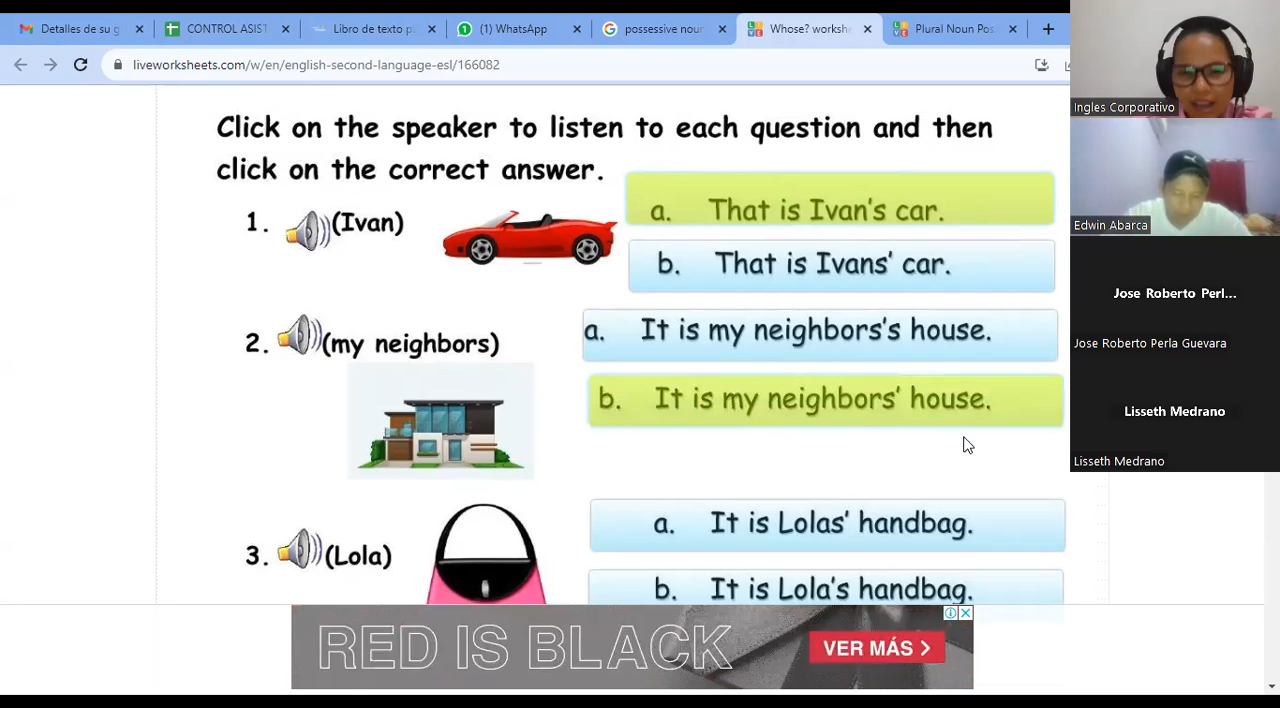 Detalles de su g
CONTROL ASIST
Libro de texto p
(1) WhatsApp
possessive nour
Whose? worksh
Plural Noun Pos
liveworksheets.com/w/en/english-second-language-esl/166082
Click on the speaker to listen to each question and then
click on the correct answer.
1. (Ivan)
a. That is Ivan's car.
b. That is Ivans' car.
2. (my neighbors)
a. It is my neighbors's house.
b. It is my neighbors' house.
3. (Lola)
a. It is Lolas' handbag.
b. It is Lola's handbag.
RED IS BLACK
VER MÁS >
Ingles Corporativo
Edwin Abarca
Jose Roberto Perl...
Jose Roberto Perla Guevara
Lisseth Medrano
Lisseth Medrano